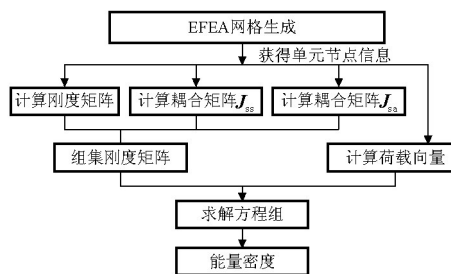 EFEA网格生成
获得单元节点信息
计算刚度矩阵
计算耦合矩阵Jss
计算耦合矩阵Jsa
组集刚度矩阵
计算荷载向量
求解方程组
能量密度